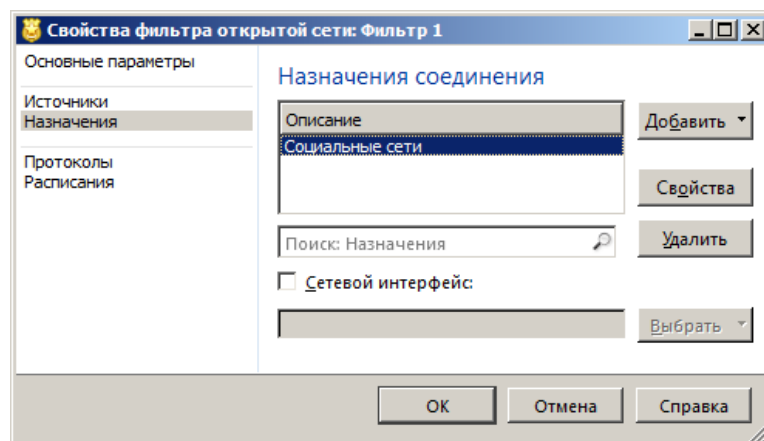 Свойства фильтра открытой сети: Фильтр 1
Основные параметры
Источники
Назначения
Протоколы
Расписания
Назначения соединения
Описание
Социальные сети
Добавить
Свойства
Удалить
Поиск: Назначения
Сетевой интерфейс:
Выбрать
OK
Отмена
Справка